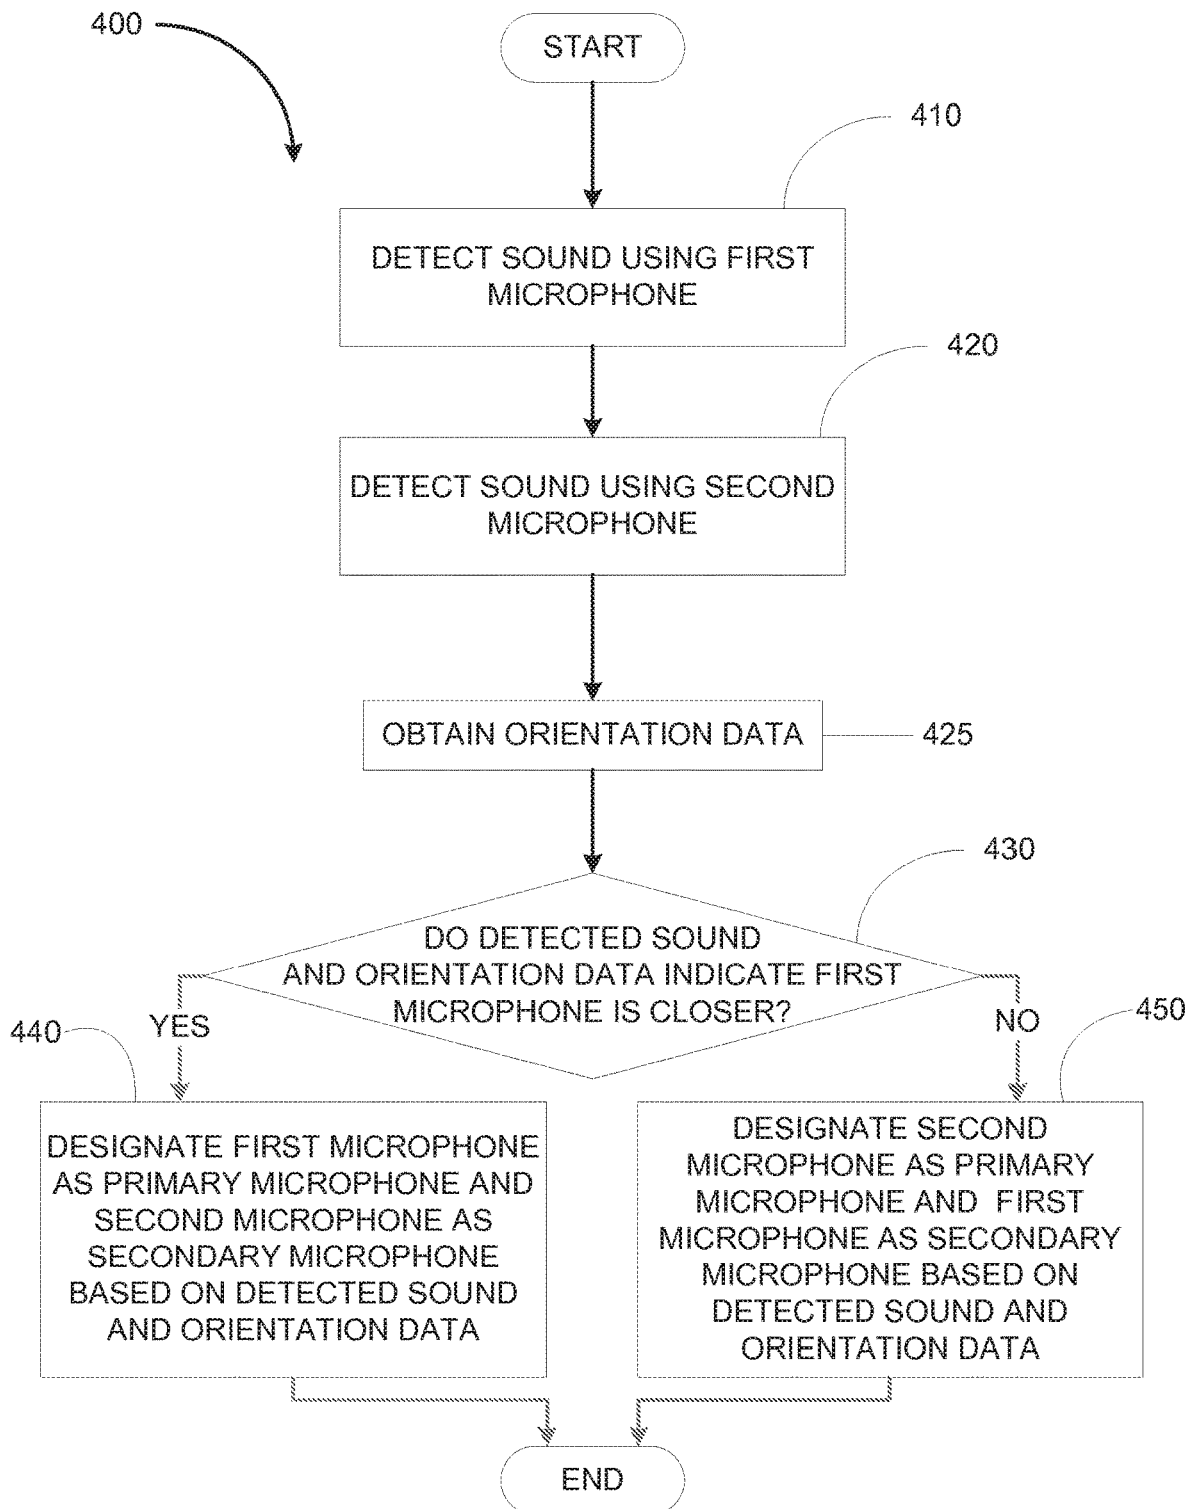 400
START
410
DETECT SOUND USING FIRST
MICROPHONE
420
DETECT SOUND USING SECOND
MICROPHONE
OBTAIN ORIENTATION DATA
425
430
DO DETECTED SOUND
AND ORIENTATION DATA INDICATE FIRST
MICROPHONE IS CLOSER?
YES
NO
440
450
DESIGNATE FIRST MICROPHONE
AS PRIMARY MICROPHONE AND
SECOND MICROPHONE AS
SECONDARY MICROPHONE
BASED ON DETECTED SOUND
AND ORIENTATION DATA
DESIGNATE SECOND
MICROPHONE AS PRIMARY
MICROPHONE AND FIRST
MICROPHONE AS SECONDARY
MICROPHONE BASED ON
DETECTED SOUND AND
ORIENTATION DATA
END